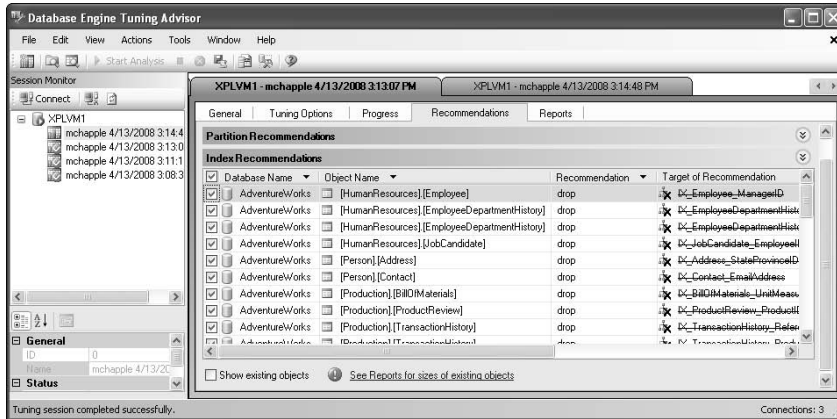 Database Engine Tuning Advisor
File Edit View Actions Tools Window Help
Start Analysis
Session Monitor
Connect
XPLVM1
mchapple 4/13/2008 3:14:4
mchapple 4/13/2008 3:13:0
mchapple 4/13/2008 3:11:1
mchapple 4/13/2008 3:08:3
General
ID 0
Name mchapple 4/13/20
Status
XPLVM1 - mchapple 4/13/2008 3:13:07 PM XPLVM1 - mchapple 4/13/2008 3:14:48 PM
General Tuning Options Progress Recommendations Reports
Partition Recommendations
Index Recommendations
Database Name Object Name Recommendation Target of Recommendation
AdventureWorks [HumanResources].[Employee] drop IX_Employee_ManagerID
AdventureWorks [HumanResources].[EmployeeDepartmentHistory] drop IX_EmployeeDepartmentHist
AdventureWorks [HumanResources].[EmployeeDepartmentHistory] drop IX_EmployeeDepartmentHist
AdventureWorks [HumanResources].[JobCandidate] drop IX_JobCandidate_Employee
AdventureWorks [Person].[Address] drop IX_Address_StateProvinceID
AdventureWorks [Person].[Contact] drop IX_Contact_EmailAddress
AdventureWorks [Production].[BillOfMaterials] drop IX_BillOfMaterials_UnitMeasu
AdventureWorks [Production].[ProductReview] drop IX_ProductReview_ProductI
AdventureWorks [Production].[TransactionHistory] drop IX_TransactionHistory_Refere
AdventureWorks [Production].[TransactionHistory] drop IX_TransactionHistory_Produ
Show existing objects See Reports for sizes of existing objects
Tuning session completed successfully. Connections: 3